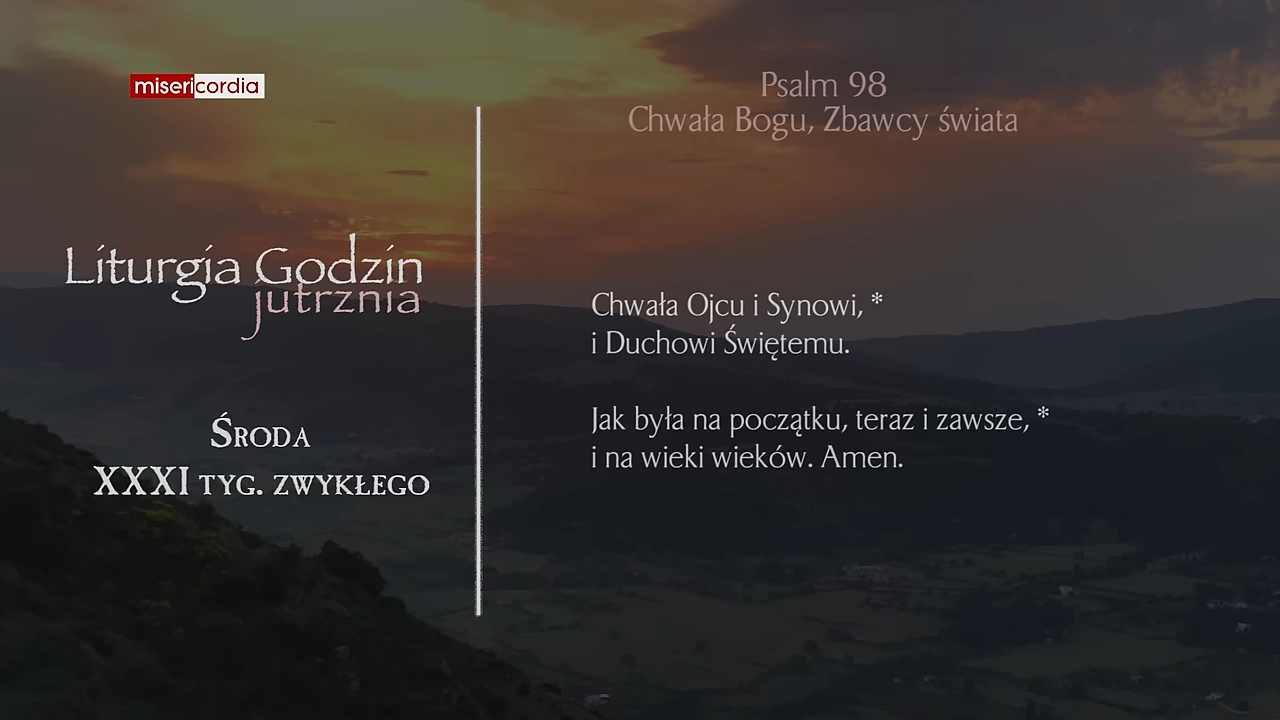 misericordia
Liturgia Godzin
jutrznia
Środa
XXXI tyg. zwykłego
Psalm 98
Chwała Bogu, Zbawcy świata
Chwała Ojcu i Synowi, *
i Duchowi Świętemu.
Jak była na początku, teraz i zawsze, *
i na wieki wieków. Amen.